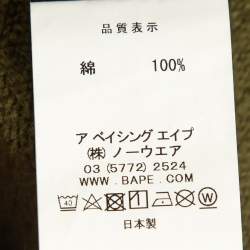 品質表示
綿 100%
ア ベイシング エイプ
(株) ノーウエア
03 (5772) 2524
WWW.BAPE.COM
40 W
日本製